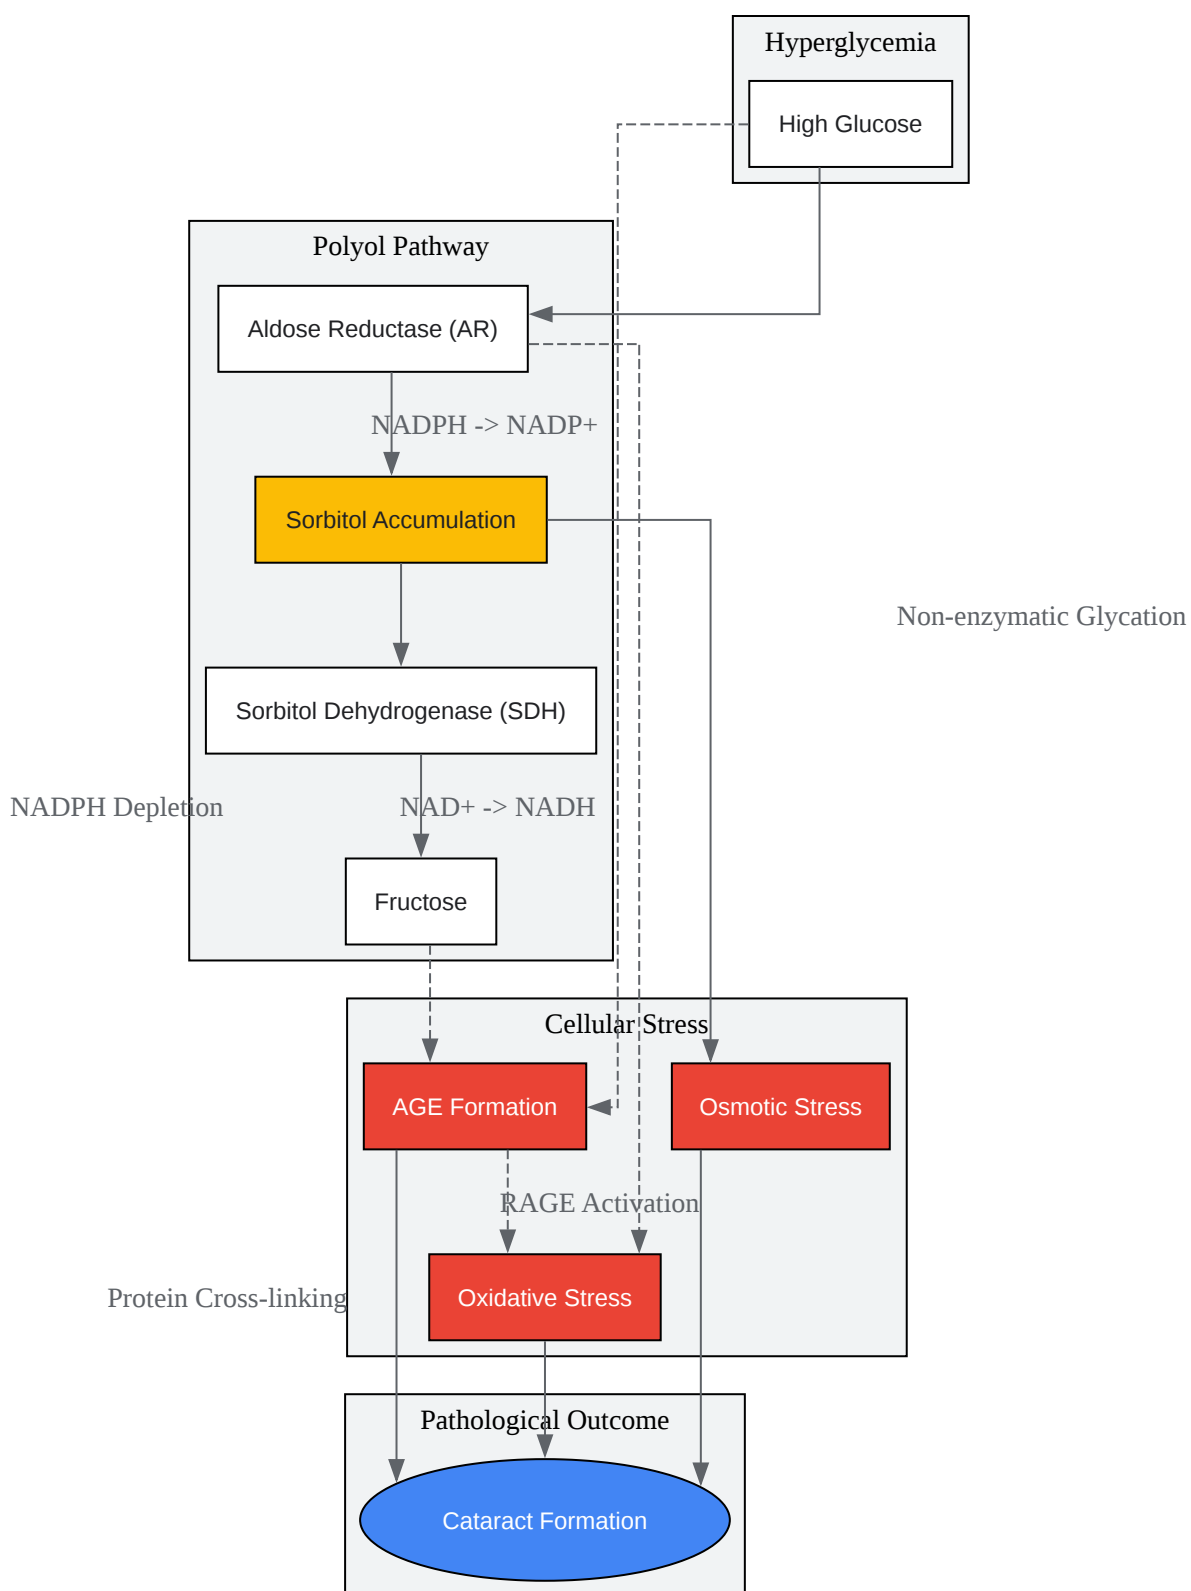 Hyperglycemia
High Glucose
Polyol Pathway
Aldose Reductase (AR)
NADPH -> NADP+
Sorbitol Accumulation
Non-enzymatic Glycation
Sorbitol Dehydrogenase (SDH)
NADPH Depletion
NAD+ -> NADH
Fructose
Cellular Stress
AGE Formation
Osmotic Stress
RAGE Activation
Protein Cross-linking
Oxidative Stress
Pathological Outcome
Cataract Formation